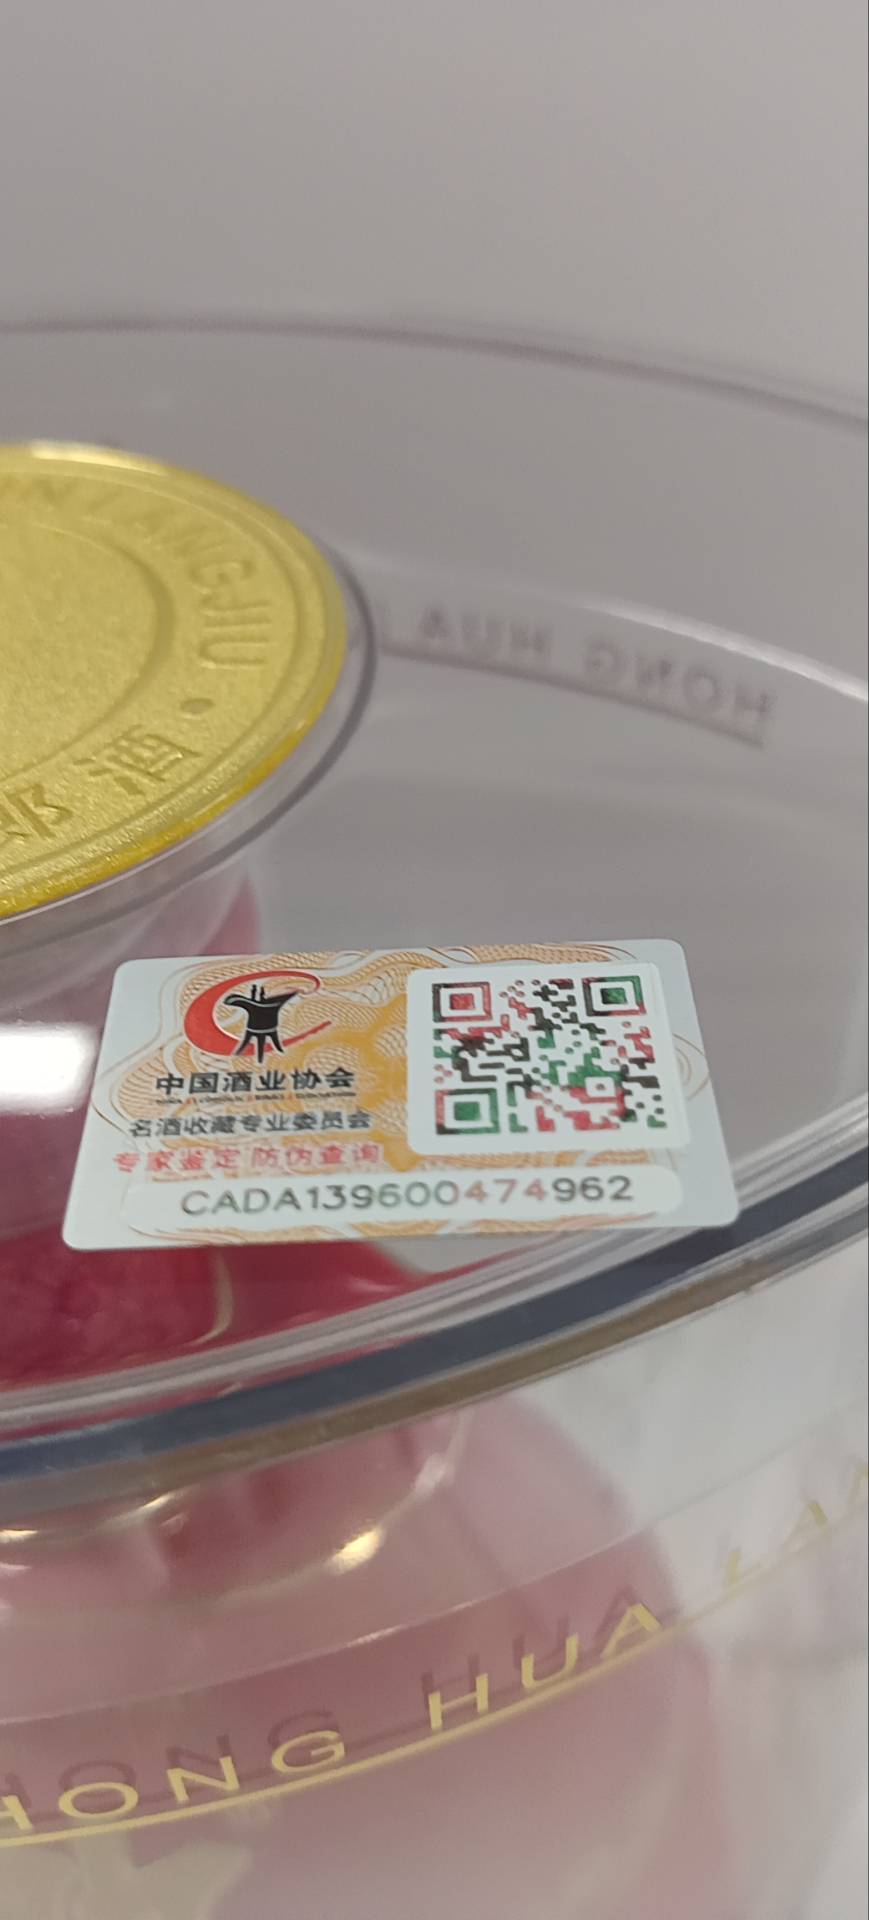 LANGJIU
郎酒
HONG HUA
中国酒业协会
名酒收藏专业委员会
专家鉴定 防伪查询
CADA139600474962
HONG HUA LAN